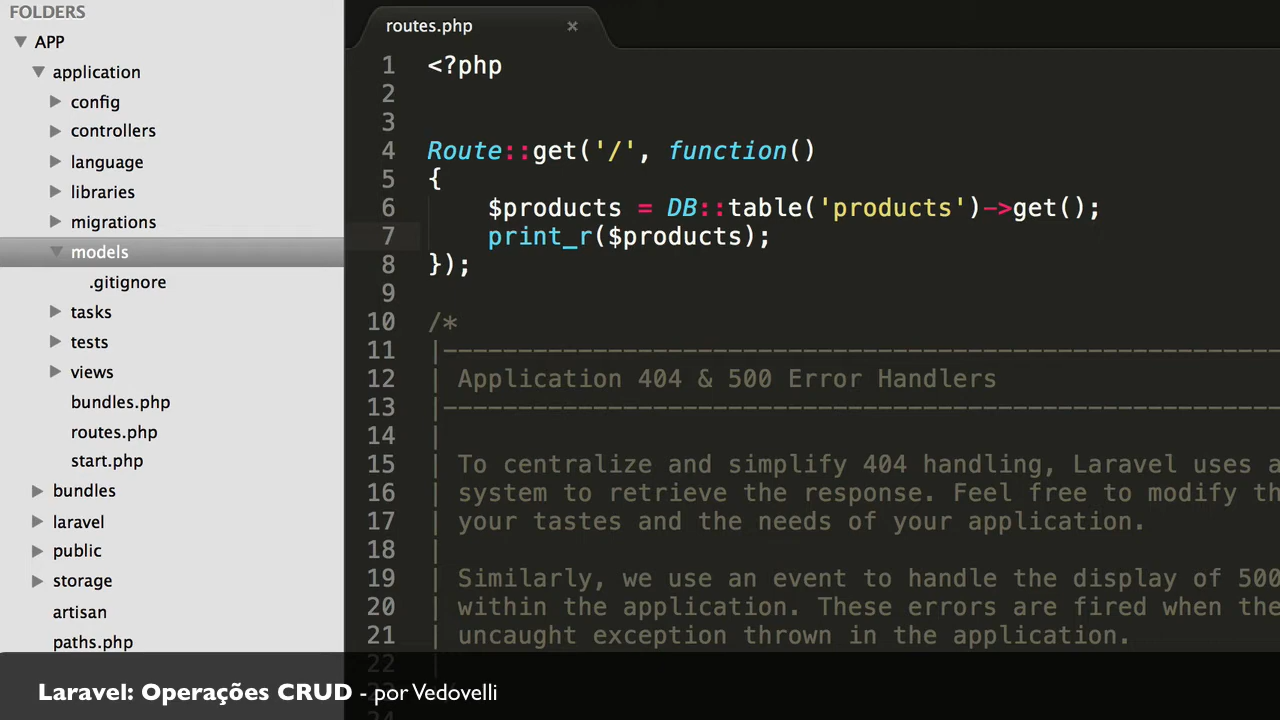 FOLDERS
APP
application
config
controllers
language
libraries
migrations
models
.gitignore
tasks
tests
views
bundles.php
routes.php
start.php
bundles
laravel
public
storage
artisan
paths.php
routes.php ×
1 <?php
2
3
4 Route::get('/', function()
5 {
6 $products = DB::table('products')->get();
7 print_r($products);
8 });
9
10 /*
11 |--------------------------------------------------------
12 | Application 404 & 500 Error Handlers
13 |--------------------------------------------------------
14 |
15 | To centralize and simplify 404 handling, Laravel uses a
16 | system to retrieve the response. Feel free to modify th
17 | your tastes and the needs of your application.
18 |
19 | Similarly, we use an event to handle the display of 500
20 | within the application. These errors are fired when the
21 | uncaught exception thrown in the application.
22 |
23
24
Laravel: Operações CRUD - por Vedovelli